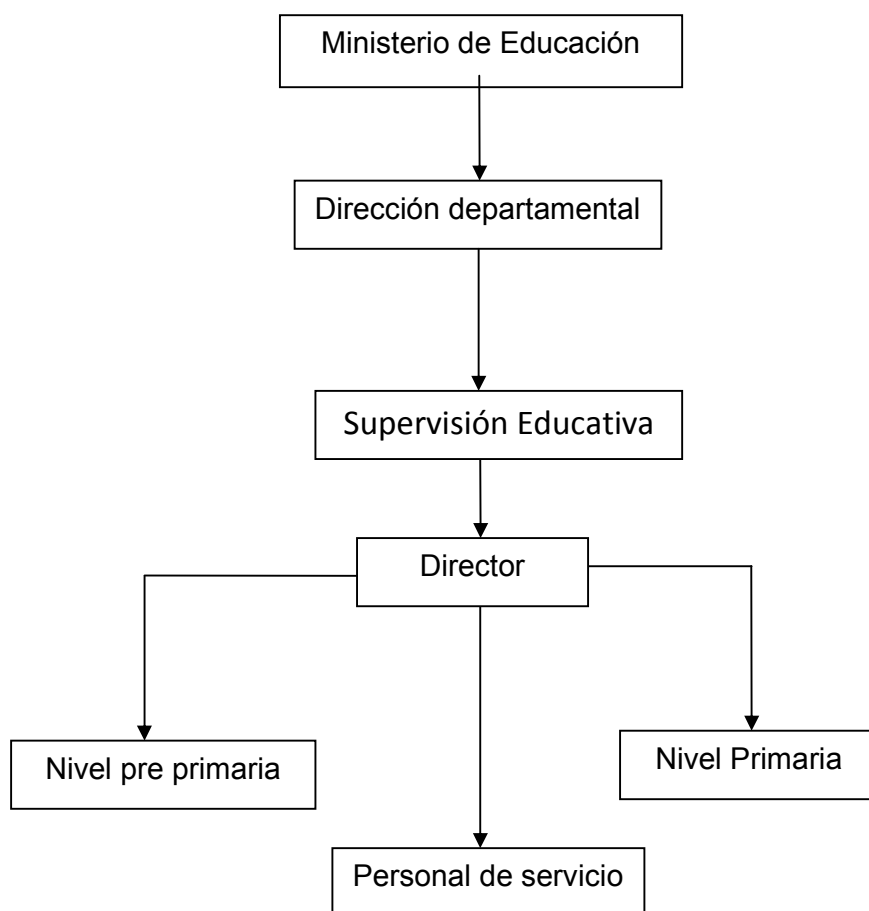 Ministerio de Educación
Dirección departamental
Supervisión Educativa
Director
Nivel pre primaria
Nivel Primaria
Personal de servicio